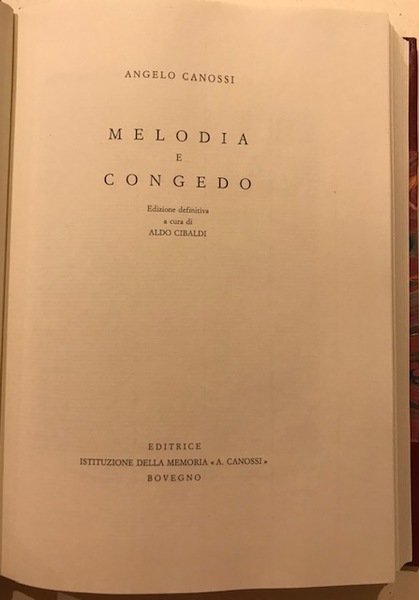 ANGELO CANOSSI
MELODIA
E
CONGEDO
Edizione definitiva
a cura di
ALDO CIBALDI
EDITRICE
ISTITUZIONE DELLA MEMORIA « A. CANOSSI »
BOVEGNO